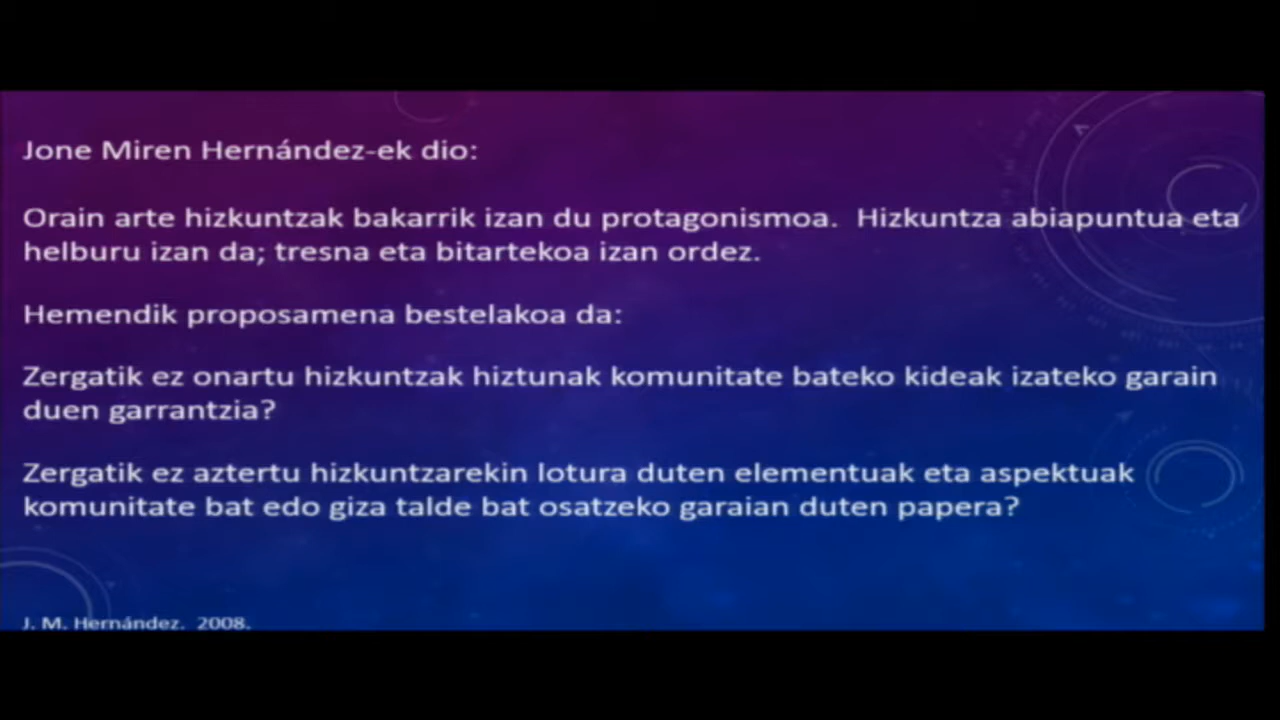 Jone Miren Hernández-ek dio:
Orain arte hizkuntzak bakarrik izan du protagonismoa. Hizkuntza abiapuntua eta
helburu izan da; tresna eta bitartekoa izan ordez.
Hemendik proposamena bestelakoa da:
Zergatik ez onartu hizkuntzak hiztunak komunitate bateko kideak izateko garain
duen garrantzia?
Zergatik ez aztertu hizkuntzarekin lotura duten elementuak eta aspektuak
komunitate bat edo giza talde bat osatzeko garaian duten papera?
J. M. Hernández. 2008.